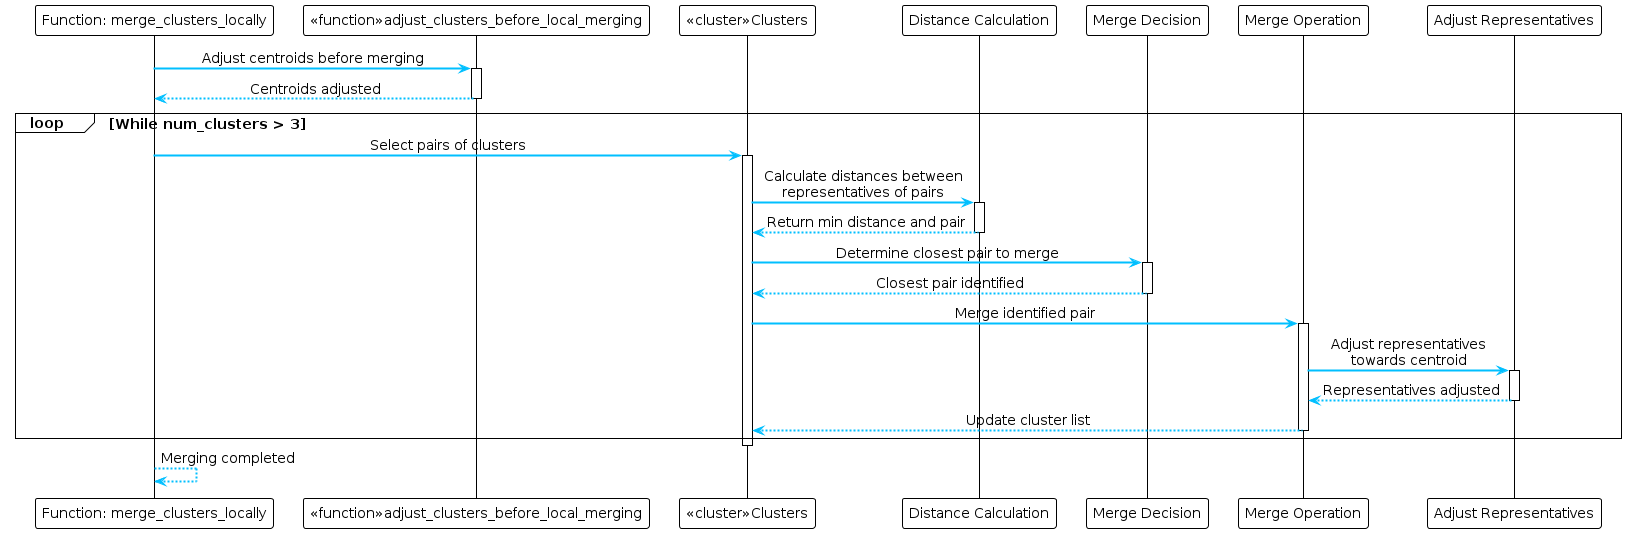 Function: merge_clusters_locally
«function»adjust_clusters_before_local_merging
«cluster»Clusters
Distance Calculation
Merge Decision
Merge Operation
Adjust Representatives
Adjust centroids before merging
Centroids adjusted
loop
[While num_clusters > 3]
Select pairs of clusters
Calculate distances between
representatives of pairs
Return min distance and pair
Determine closest pair to merge
Closest pair identified
Merge identified pair
Adjust representatives
towards centroid
Representatives adjusted
Update cluster list
Merging completed
Function: merge_clusters_locally
«function»adjust_clusters_before_local_merging
«cluster»Clusters
Distance Calculation
Merge Decision
Merge Operation
Adjust Representatives